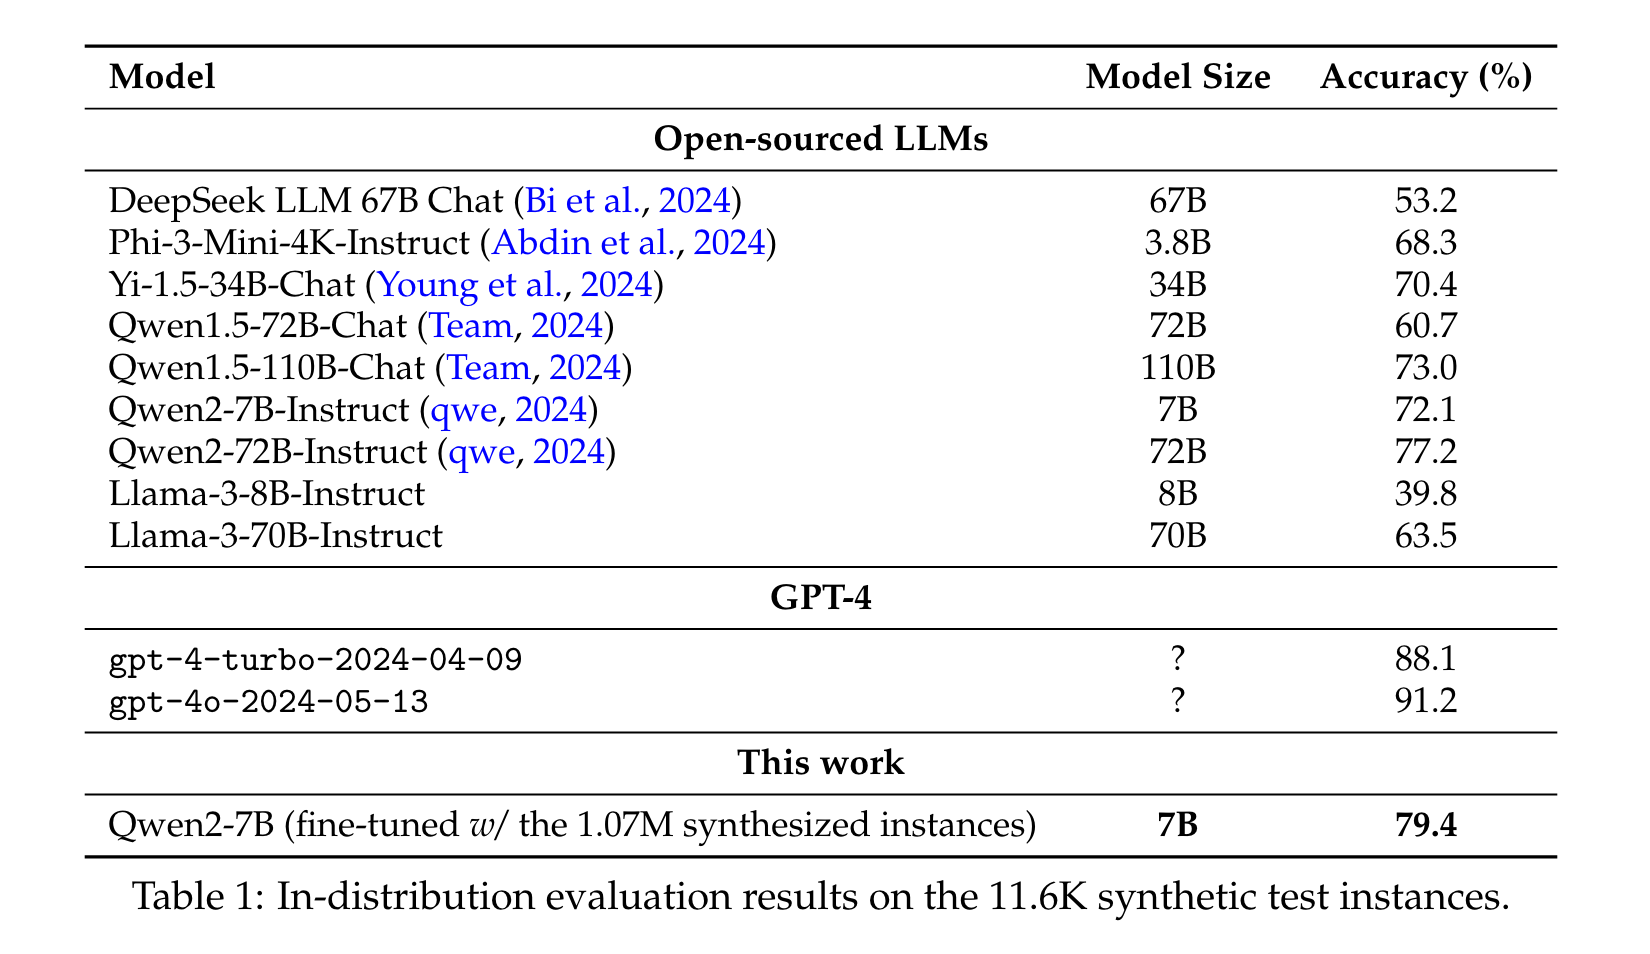 Model Model Size Accuracy (%)
Open-sourced LLMs
DeepSeek LLM 67B Chat (Bi et al., 2024) 67B 53.2
Phi-3-Mini-4K-Instruct (Abdin et al., 2024) 3.8B 68.3
Yi-1.5-34B-Chat (Young et al., 2024) 34B 70.4
Qwen1.5-72B-Chat (Team, 2024) 72B 60.7
Qwen1.5-110B-Chat (Team, 2024) 110B 73.0
Qwen2-7B-Instruct (qwe, 2024) 7B 72.1
Qwen2-72B-Instruct (qwe, 2024) 72B 77.2
Llama-3-8B-Instruct 8B 39.8
Llama-3-70B-Instruct 70B 63.5
GPT-4
gpt-4-turbo-2024-04-09 ? 88.1
gpt-4o-2024-05-13 ? 91.2
This work
Qwen2-7B (fine-tuned w/ the 1.07M synthesized instances) 7B 79.4
Table 1: In-distribution evaluation results on the 11.6K synthetic test instances.